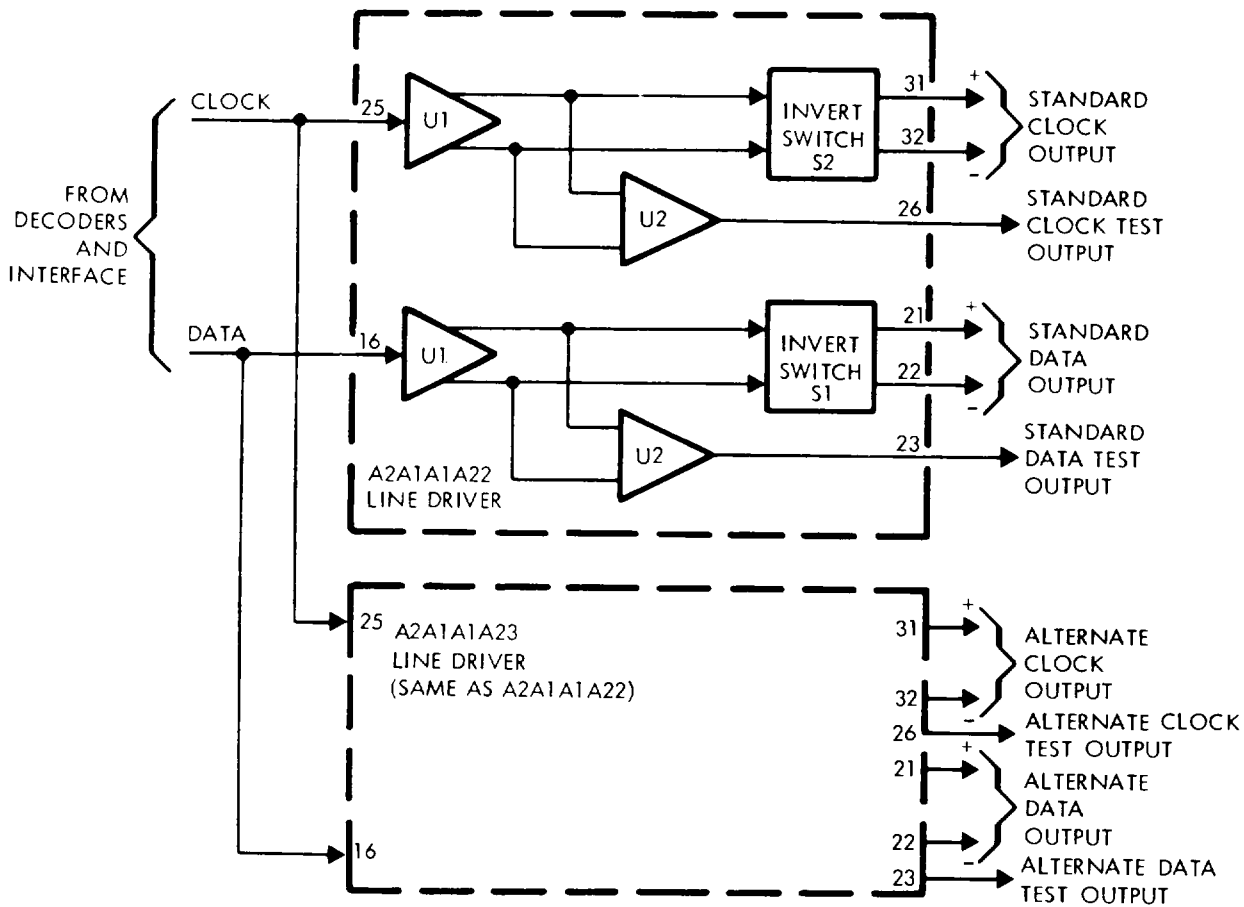 FROM
DECODERS
AND
INTERFACE
CLOCK
DATA
25
U1
INVERT
SWITCH
S2
31
32
+
-
STANDARD
CLOCK
OUTPUT
U2
26
STANDARD
CLOCK TEST
OUTPUT
16
U1
INVERT
SWITCH
S1
21
22
+
-
STANDARD
DATA
OUTPUT
U2
23
STANDARD
DATA TEST
OUTPUT
A2A1A1A22
LINE DRIVER
25
A2A1A1A23
LINE DRIVER
(SAME AS A2A1A1A22)
16
31
32
+
-
ALTERNATE
CLOCK
OUTPUT
26
ALTERNATE CLOCK
TEST OUTPUT
21
22
+
-
ALTERNATE
DATA
OUTPUT
23
ALTERNATE DATA
TEST OUTPUT